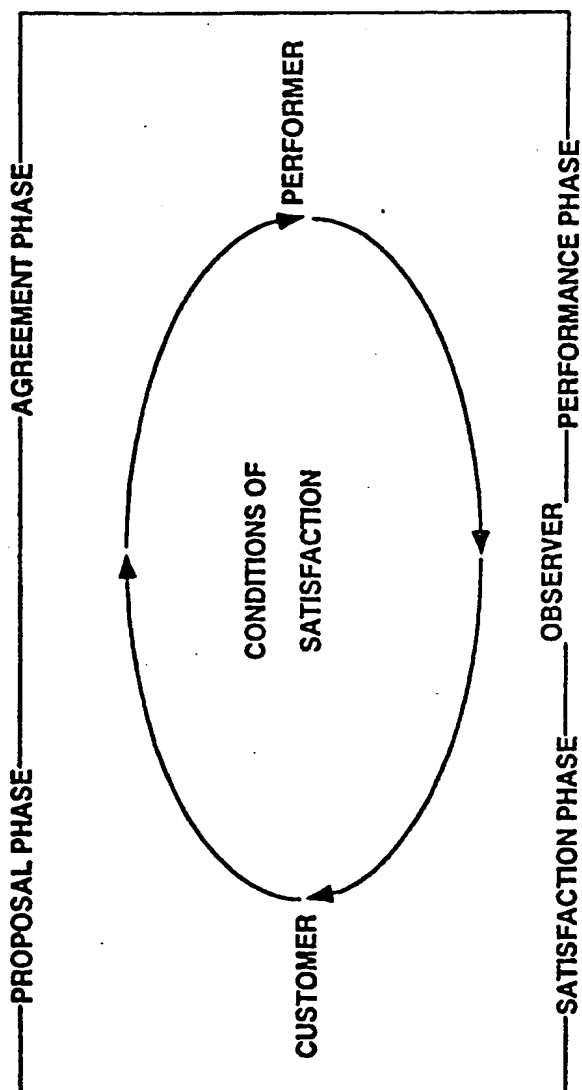 PROPOSAL PHASE
AGREEMENT PHASE
CONDITIONS OF
SATISFACTION
CUSTOMER
PERFORMER
SATISFACTION PHASE
OBSERVER
PERFORMANCE PHASE